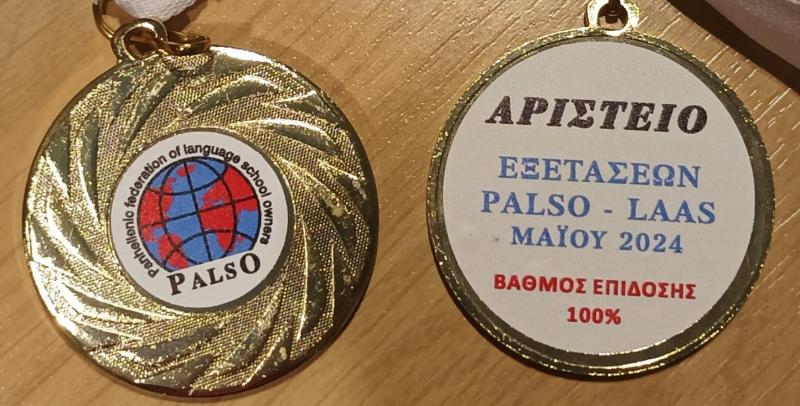 Panhellenic federation of language school owners
PALSO
ΑΡΙΣΤΕΙΟ
ΕΞΕΤΑΣΕΩΝ
PALSO - LAAS
ΜΑΪΟΥ 2024
ΒΑΘΜΟΣ ΕΠΙΔΟΣΗΣ
100%